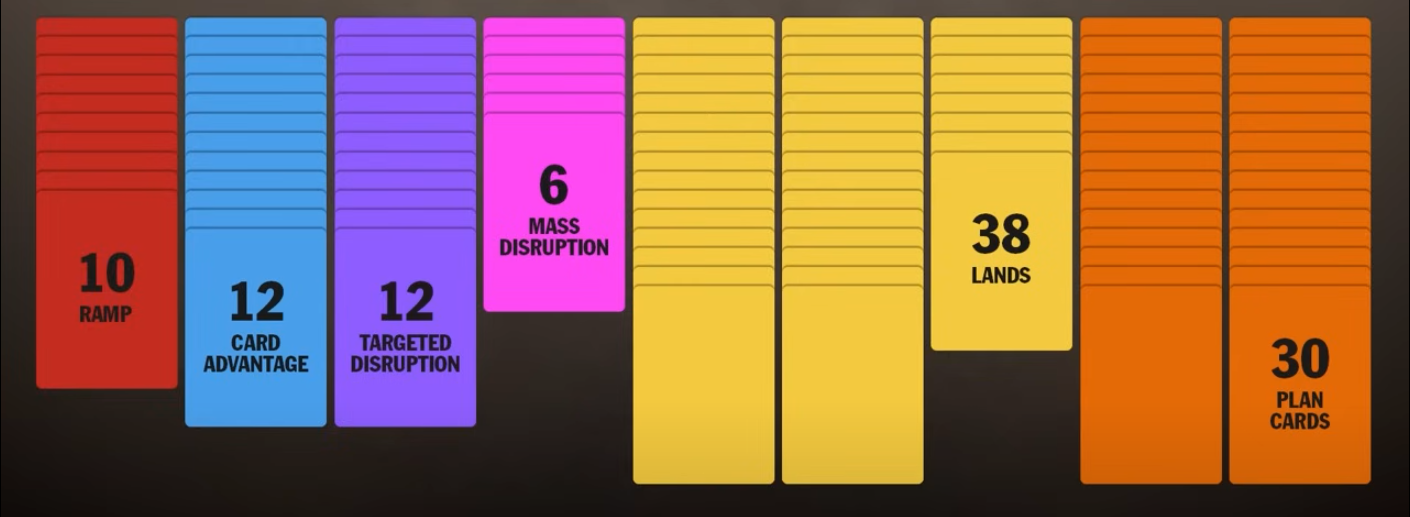 10
RAMP
12
CARD
ADVANTAGE
12
TARGETED
DISRUPTION
6
MASS
DISRUPTION
38
LANDS
30
PLAN
CARDS